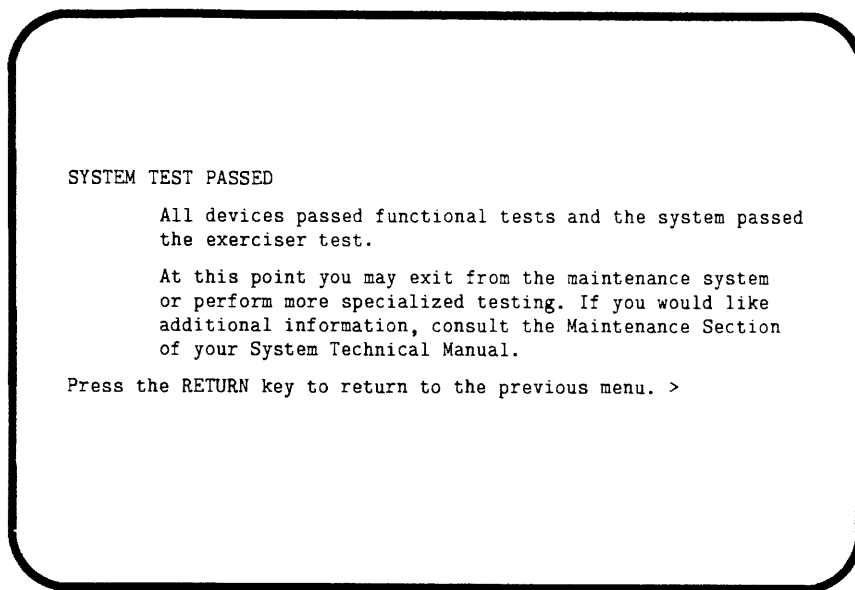 SYSTEM TEST PASSED
All devices passed functional tests and the system passed
the exerciser test.
At this point you may exit from the maintenance system
or perform more specialized testing. If you would like
additional information, consult the Maintenance Section
of your System Technical Manual.
Press the RETURN key to return to the previous menu. >